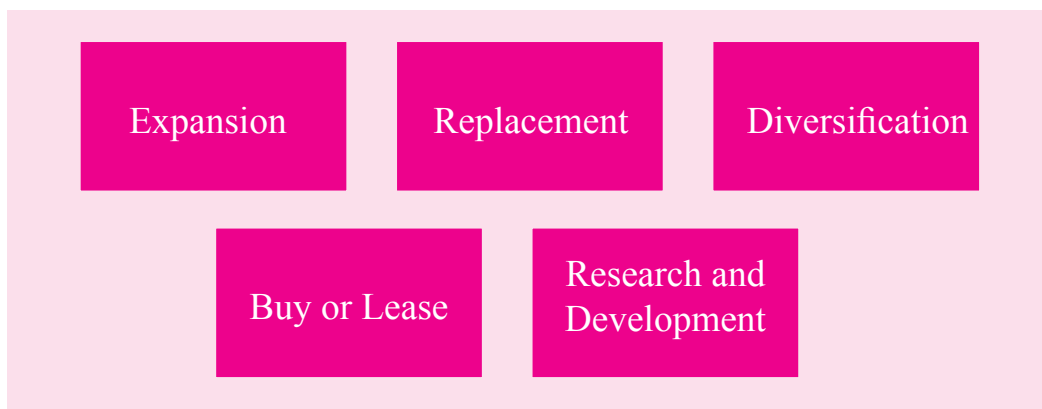 Expansion
Replacement
Diversification
Buy or Lease
Research and
Development